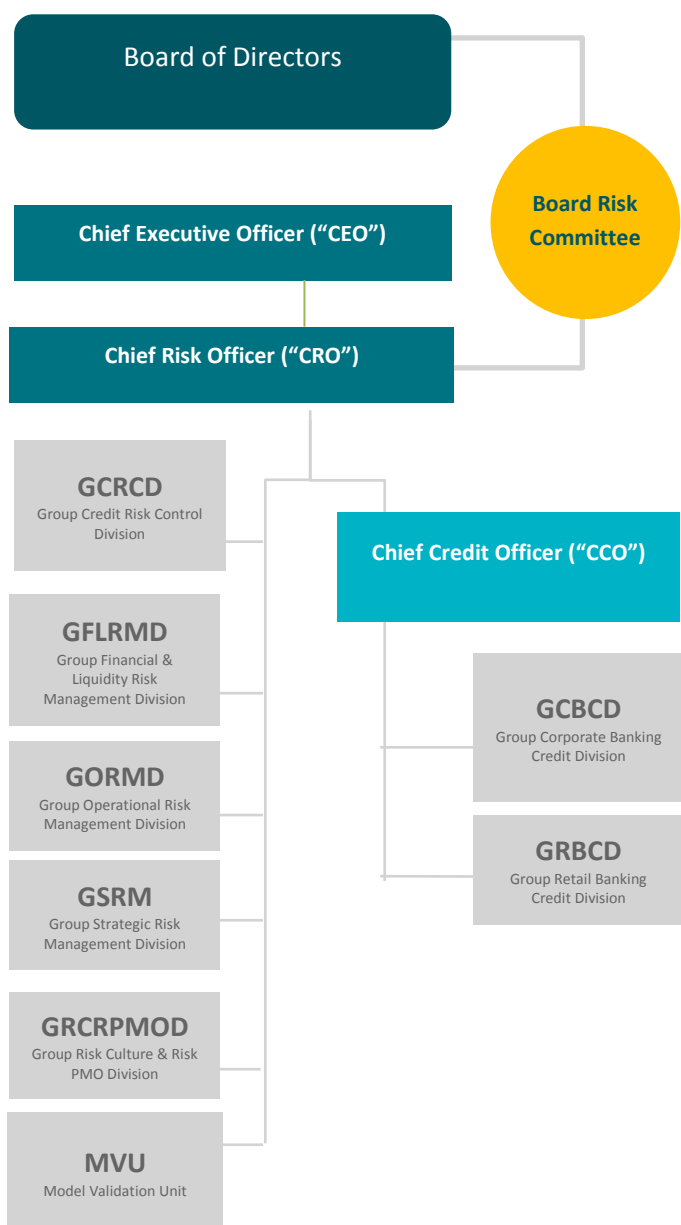 Board of Directors
Board Risk
Committee
Chief Executive Officer (“CEO”)
Chief Risk Officer (“CRO”)
GCRCD
Group Credit Risk Control
Division
Chief Credit Officer (“CCO”)
GFLRMD
Group Financial &
Liquidity Risk
Management Division
GCBCD
Group Corporate Banking
Credit Division
GORMD
Group Operational Risk
Management Division
GRBCD
Group Retail Banking
Credit Division
GSRM
Group Strategic Risk
Management Division
GRCRPMOD
Group Risk Culture & Risk
PMO Division
MVU
Model Validation Unit